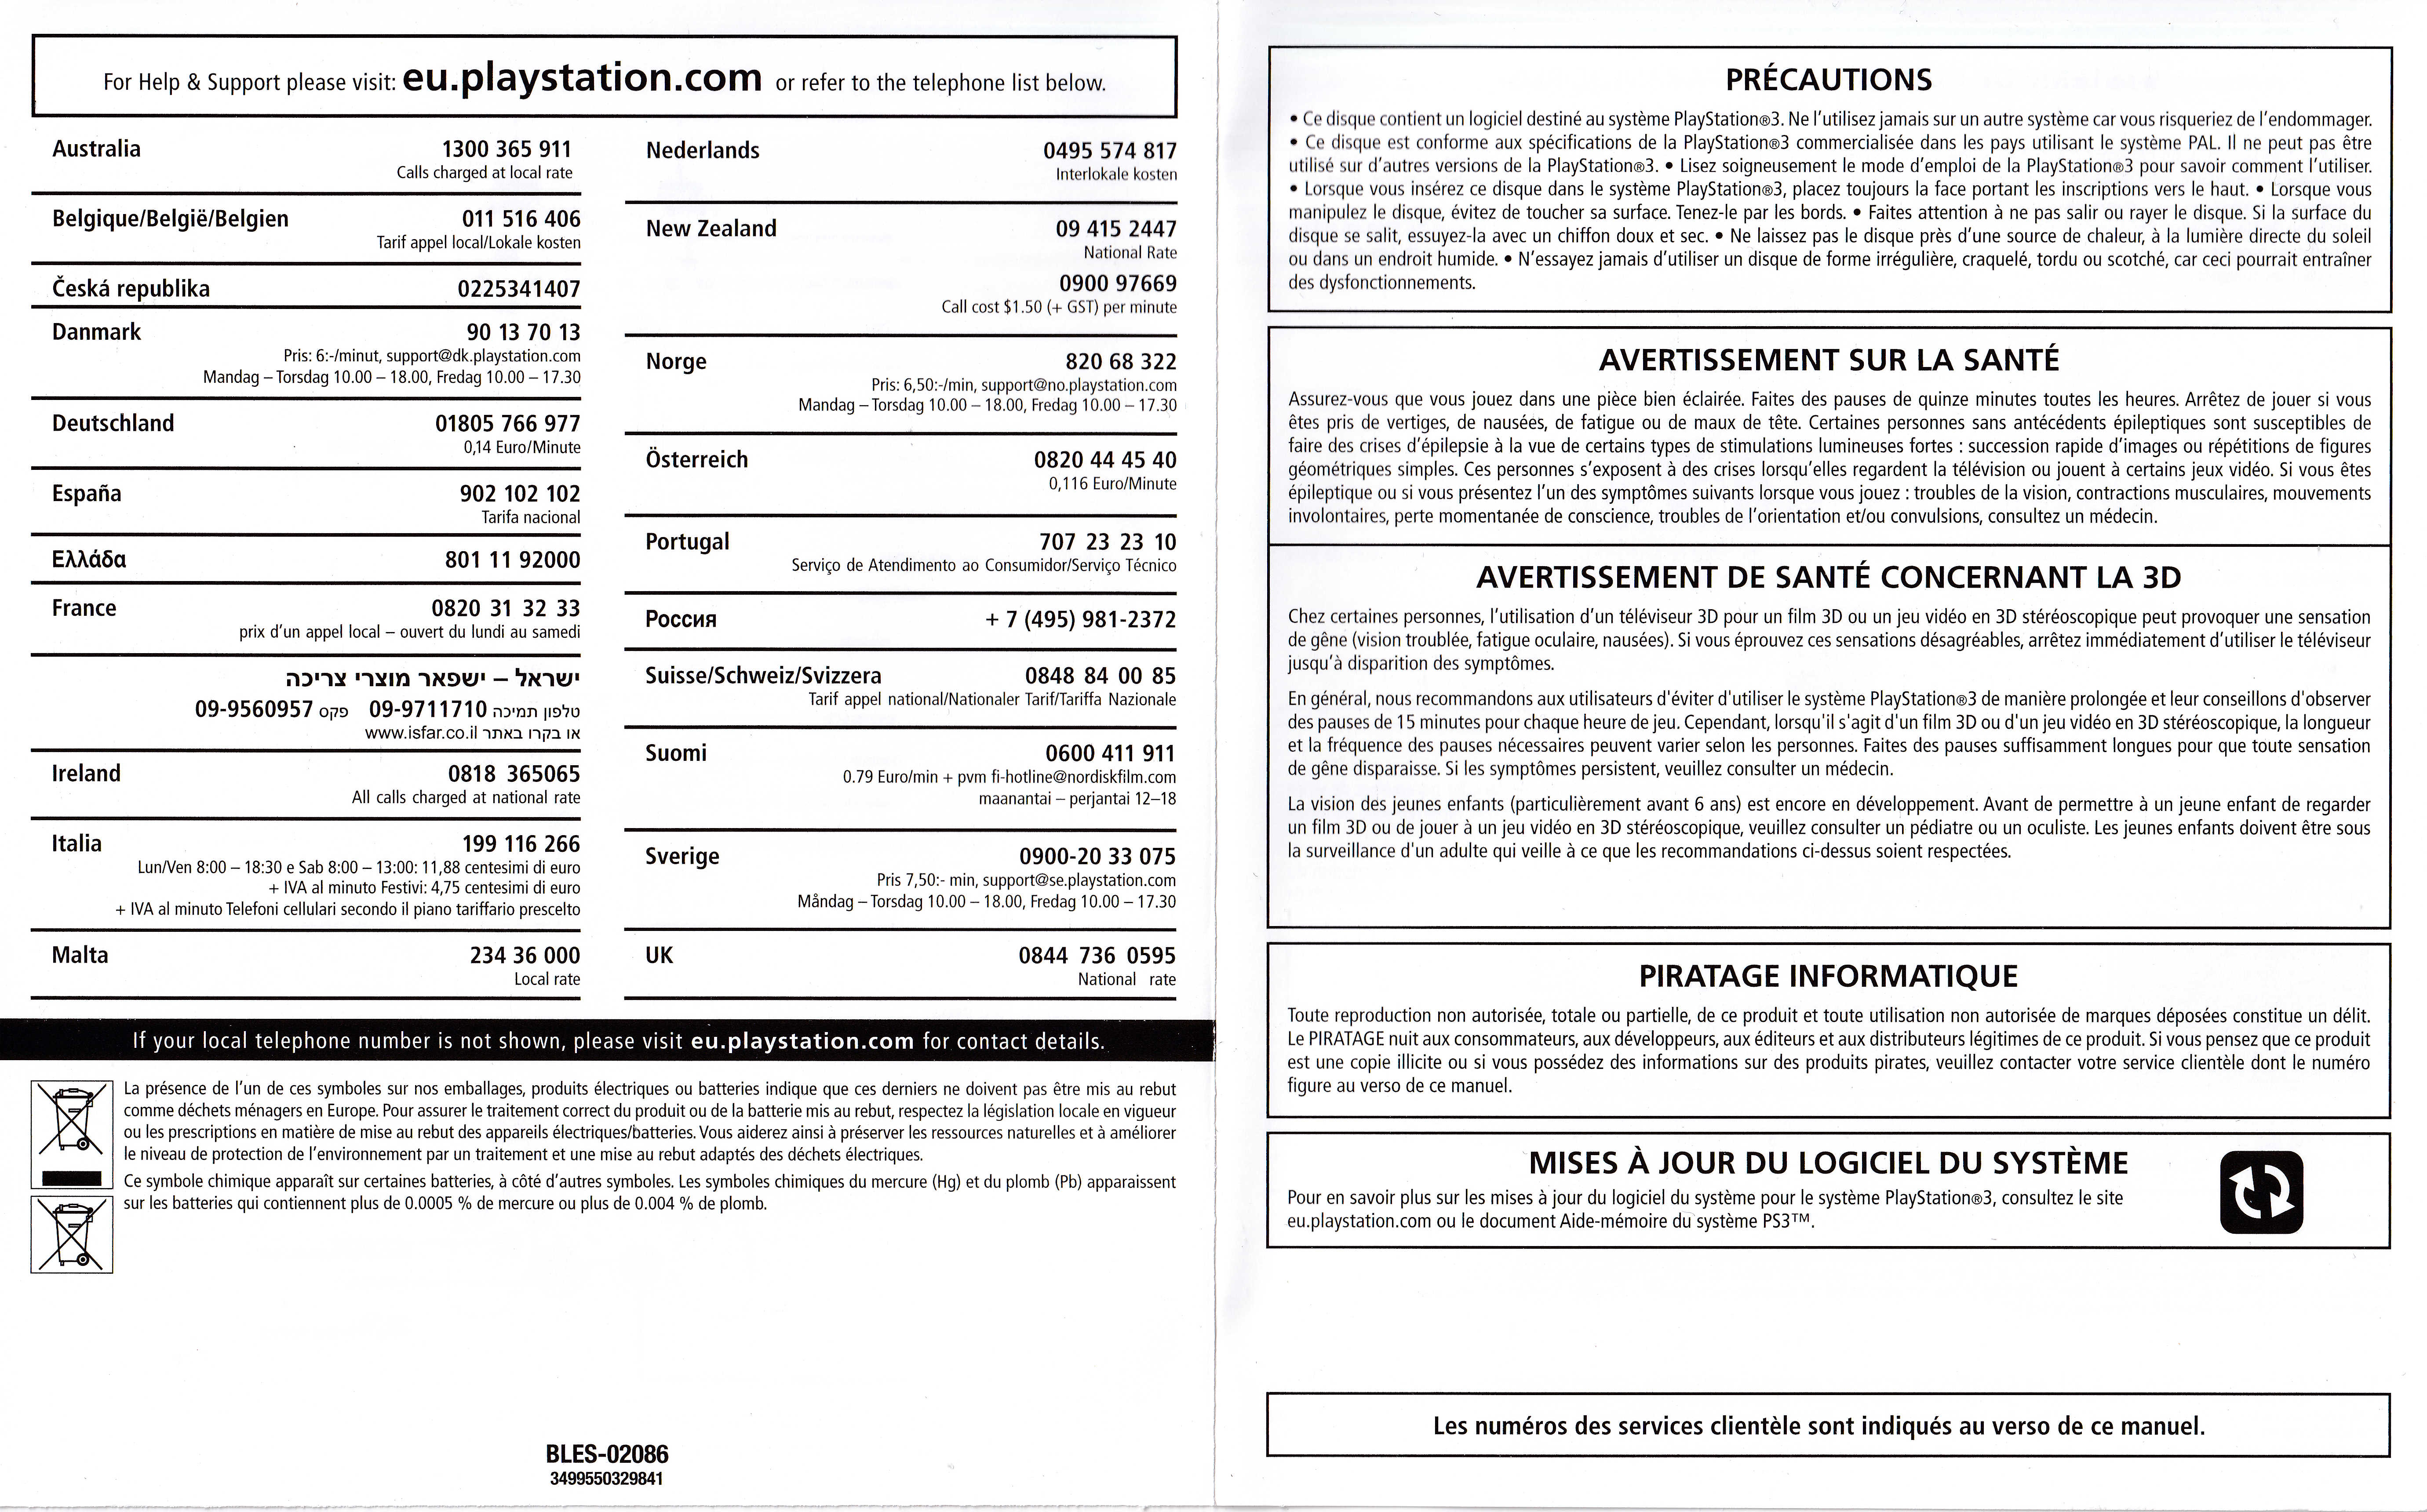 For Help & Support please visit: eu.playstation.com or refer to the telephone list below.
Australia 1300 365 911
Calls charged at local rate
Belgique/België/Belgien 011 516 406
Tarif appel local/Lokale kosten
Česká republika 0225341407
Danmark 90 13 70 13
Pris: 6:-/minut, support@dk.playstation.com
Mandag – Torsdag 10.00 – 18.00, Fredag 10.00 – 17.30
Deutschland 01805 766 977
0,14 Euro/Minute
España 902 102 102
Tarifa nacional
Ελλάδα 801 11 92000
France 0820 31 32 33
prix d'un appel local – ouvert du lundi au samedi
ישראל – ישפאר מוצרי צריכה
טלפון תמיכה 09-9711710 פקס 09-9560957
או בקרו באתר www.isfar.co.il
Ireland 0818 365065
All calls charged at national rate
Italia 199 116 266
Lun/Ven 8:00 – 18:30 e Sab 8:00 – 13:00: 11,88 centesimi di euro
+ IVA al minuto Festivi: 4,75 centesimi di euro
+ IVA al minuto Telefoni cellulari secondo il piano tariffario prescelto
Malta 234 36 000
Local rate
Nederlands 0495 574 817
Interlokale kosten
New Zealand 09 415 2447
National Rate
0900 97669
Call cost $1.50 (+ GST) per minute
Norge 820 68 322
Pris: 6,50:-/min, support@no.playstation.com
Mandag – Torsdag 10.00 – 18.00, Fredag 10.00 – 17.30
Österreich 0820 44 45 40
0,116 Euro/Minute
Portugal 707 23 23 10
Serviço de Atendimento ao Consumidor/Serviço Técnico
Россия + 7 (495) 981-2372
Suisse/Schweiz/Svizzera 0848 84 00 85
Tarif appel national/Nationaler Tarif/Tariffa Nazionale
Suomi 0600 411 911
0.79 Euro/min + pvm fi-hotline@nordiskfilm.com
maanantai – perjantai 12–18
Sverige 0900-20 33 075
Pris 7,50:- min, support@se.playstation.com
Måndag – Torsdag 10.00 – 18.00, Fredag 10.00 – 17.30
UK 0844 736 0595
National rate
If your local telephone number is not shown, please visit eu.playstation.com for contact details.
La présence de l'un de ces symboles sur nos emballages, produits électriques ou batteries indique que ces derniers ne doivent pas être mis au rebut
comme déchets ménagers en Europe. Pour assurer le traitement correct du produit ou de la batterie mis au rebut, respectez la législation locale en vigueur
ou les prescriptions en matière de mise au rebut des appareils électriques/batteries. Vous aiderez ainsi à préserver les ressources naturelles et à améliorer
le niveau de protection de l'environnement par un traitement et une mise au rebut adaptés des déchets électriques.
Ce symbole chimique apparaît sur certaines batteries, à côté d'autres symboles. Les symboles chimiques du mercure (Hg) et du plomb (Pb) apparaissent
sur les batteries qui contiennent plus de 0.0005 % de mercure ou plus de 0.004 % de plomb.
BLES-02086
3499550329841
PRÉCAUTIONS
• Ce disque contient un logiciel destiné au système PlayStation®3. Ne l'utilisez jamais sur un autre système car vous risqueriez de l'endommager.
• Ce disque est conforme aux spécifications de la PlayStation®3 commercialisée dans les pays utilisant le système PAL. Il ne peut pas être
utilisé sur d'autres versions de la PlayStation®3. • Lisez soigneusement le mode d'emploi de la PlayStation®3 pour savoir comment l'utiliser.
• Lorsque vous insérez ce disque dans le système PlayStation®3, placez toujours la face portant les inscriptions vers le haut. • Lorsque vous
manipulez le disque, évitez de toucher sa surface. Tenez-le par les bords. • Faites attention à ne pas salir ou rayer le disque. Si la surface du
disque se salit, essuyez-la avec un chiffon doux et sec. • Ne laissez pas le disque près d'une source de chaleur, à la lumière directe du soleil
ou dans un endroit humide. • N'essayez jamais d'utiliser un disque de forme irrégulière, craquelé, tordu ou scotché, car ceci pourrait entraîner
des dysfonctionnements.
AVERTISSEMENT SUR LA SANTÉ
Assurez-vous que vous jouez dans une pièce bien éclairée. Faites des pauses de quinze minutes toutes les heures. Arrêtez de jouer si vous
êtes pris de vertiges, de nausées, de fatigue ou de maux de tête. Certaines personnes sans antécédents épileptiques sont susceptibles de
faire des crises d'épilepsie à la vue de certains types de stimulations lumineuses fortes : succession rapide d'images ou répétitions de figures
géométriques simples. Ces personnes s'exposent à des crises lorsqu'elles regardent la télévision ou jouent à certains jeux vidéo. Si vous êtes
épileptique ou si vous présentez l'un des symptômes suivants lorsque vous jouez : troubles de la vision, contractions musculaires, mouvements
involontaires, perte momentanée de conscience, troubles de l'orientation et/ou convulsions, consultez un médecin.
AVERTISSEMENT DE SANTÉ CONCERNANT LA 3D
Chez certaines personnes, l'utilisation d'un téléviseur 3D pour un film 3D ou un jeu vidéo en 3D stéréoscopique peut provoquer une sensation
de gêne (vision troublée, fatigue oculaire, nausées). Si vous éprouvez ces sensations désagréables, arrêtez immédiatement d'utiliser le téléviseur
jusqu'à disparition des symptômes.
En général, nous recommandons aux utilisateurs d'éviter d'utiliser le système PlayStation®3 de manière prolongée et leur conseillons d'observer
des pauses de 15 minutes pour chaque heure de jeu. Cependant, lorsqu'il s'agit d'un film 3D ou d'un jeu vidéo en 3D stéréoscopique, la longueur
et la fréquence des pauses nécessaires peuvent varier selon les personnes. Faites des pauses suffisamment longues pour que toute sensation
de gêne disparaisse. Si les symptômes persistent, veuillez consulter un médecin.
La vision des jeunes enfants (particulièrement avant 6 ans) est encore en développement. Avant de permettre à un jeune enfant de regarder
un film 3D ou de jouer à un jeu vidéo en 3D stéréoscopique, veuillez consulter un pédiatre ou un oculiste. Les jeunes enfants doivent être sous
la surveillance d'un adulte qui veille à ce que les recommandations ci-dessus soient respectées.
PIRATAGE INFORMATIQUE
Toute reproduction non autorisée, totale ou partielle, de ce produit et toute utilisation non autorisée de marques déposées constitue un délit.
Le PIRATAGE nuit aux consommateurs, aux développeurs, aux éditeurs et aux distributeurs légitimes de ce produit. Si vous pensez que ce produit
est une copie illicite ou si vous possédez des informations sur des produits pirates, veuillez contacter votre service clientèle dont le numéro
figure au verso de ce manuel.
MISES À JOUR DU LOGICIEL DU SYSTÈME
Pour en savoir plus sur les mises à jour du logiciel du système pour le système PlayStation®3, consultez le site
eu.playstation.com ou le document Aide-mémoire du système PS3™.
Les numéros des services clientèle sont indiqués au verso de ce manuel.